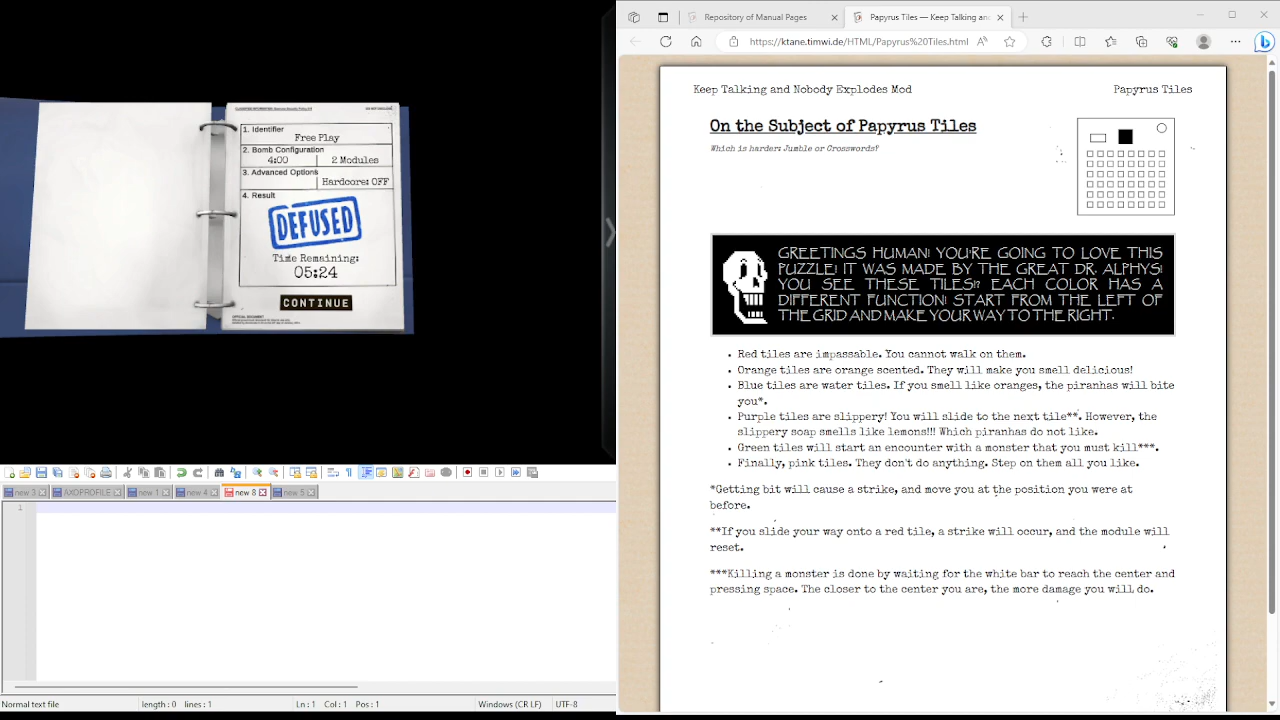 1. Identifier
Free Play
2. Bomb Configuration
4:00
2 Modules
3. Advanced Options
Hardcore: OFF
4. Result
DEFUSED
Time Remaining:
05:24
CONTINUE
new 3
AXOPROFILE
new 1
new 4
new 8
new 5
1
Normal text file
length : 0 lines : 1
Ln : 1 Col : 1 Pos : 1
Windows (CR LF)
UTF-8
Repository of Manual Pages
Papyrus Tiles — Keep Talking and
https://ktane.timwi.de/HTML/Papyrus%20Tiles.html
Keep Talking and Nobody Explodes Mod
Papyrus Tiles
On the Subject of Papyrus Tiles
Which is harder: Jumble or Crosswords?
GREETINGS HUMAN! YOU'RE GOING TO LOVE THIS
PUZZLE! IT WAS MADE BY THE GREAT DR. ALPHYS!
YOU SEE THESE TILES!? EACH COLOR HAS A
DIFFERENT FUNCTION! START FROM THE LEFT OF
THE GRID AND MAKE YOUR WAY TO THE RIGHT.
• Red tiles are impassable. You cannot walk on them.
• Orange tiles are orange scented. They will make you smell delicious!
• Blue tiles are water tiles. If you smell like oranges, the piranhas will bite
you*.
• Purple tiles are slippery! You will slide to the next tile**. However, the
slippery soap smells like lemons!!! Which piranhas do not like.
• Green tiles will start an encounter with a monster that you must kill***.
• Finally, pink tiles. They don't do anything. Step on them all you like.
*Getting bit will cause a strike, and move you at the position you were at
before.
**If you slide your way onto a red tile, a strike will occur, and the module will
reset.
***Killing a monster is done by waiting for the white bar to reach the center and
pressing space. The closer to the center you are, the more damage you will do.